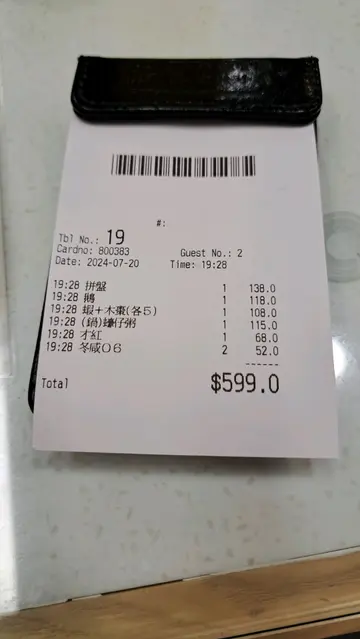 #:
Tbl No.: 19
Cardno: 800383 Guest No.: 2
Date: 2024-07-20 Time: 19:28
19:28 拼盤 1 138.0
19:28 鵝 1 118.0
19:28 蝦+木棗(各5) 1 108.0
19:28 (鍋)蠔仔粥 1 115.0
19:28 才紅 1 68.0
19:28 冬咸06 2 52.0
------
Total $599.0